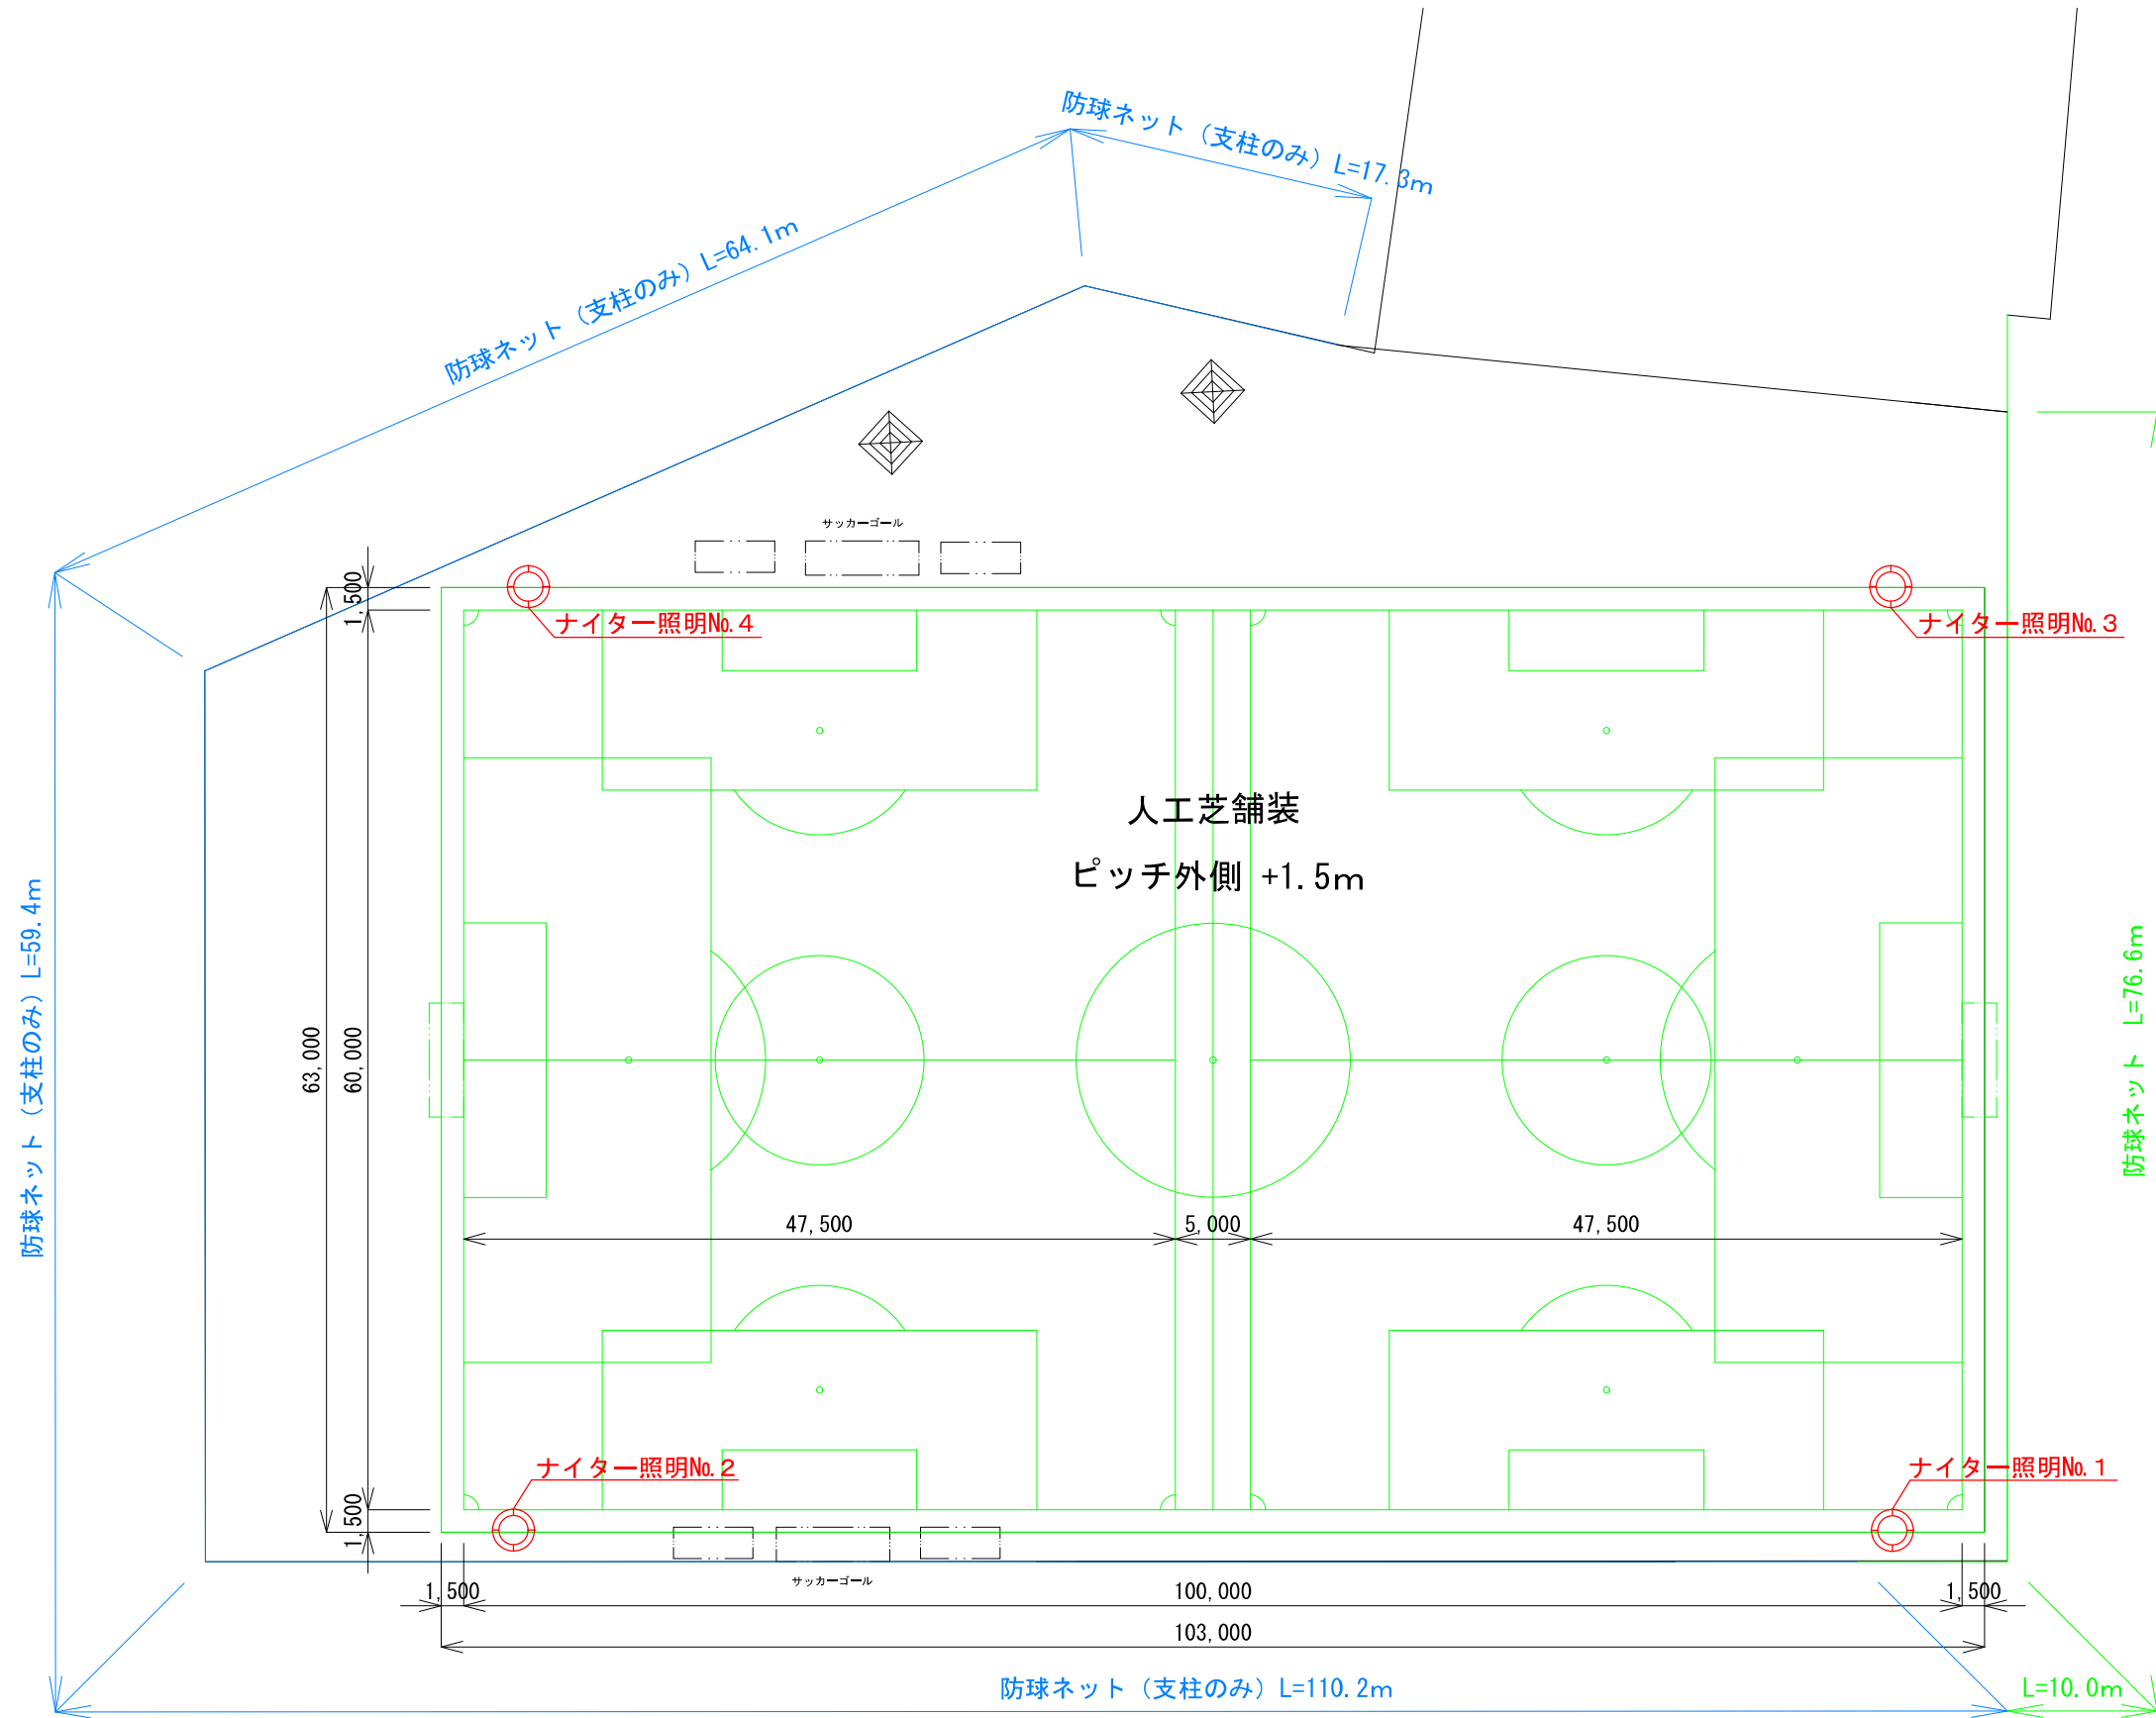 防球ネット（支柱のみ）L=17.3m
防球ネット（支柱のみ）L=64.1m
サッカーゴール
1,500
ナイター照明№.4
ナイター照明№.3
人工芝舗装
ピッチ外側 +1.5m
防球ネット（支柱のみ）L=59.4m
63,000
60,000
防球ネット L=76.6m
47,500
5,000
47,500
ナイター照明№.2
ナイター照明№.1
1,500
サッカーゴール
1,500
100,000
1,500
103,000
防球ネット（支柱のみ）L=110.2m
L=10.0m